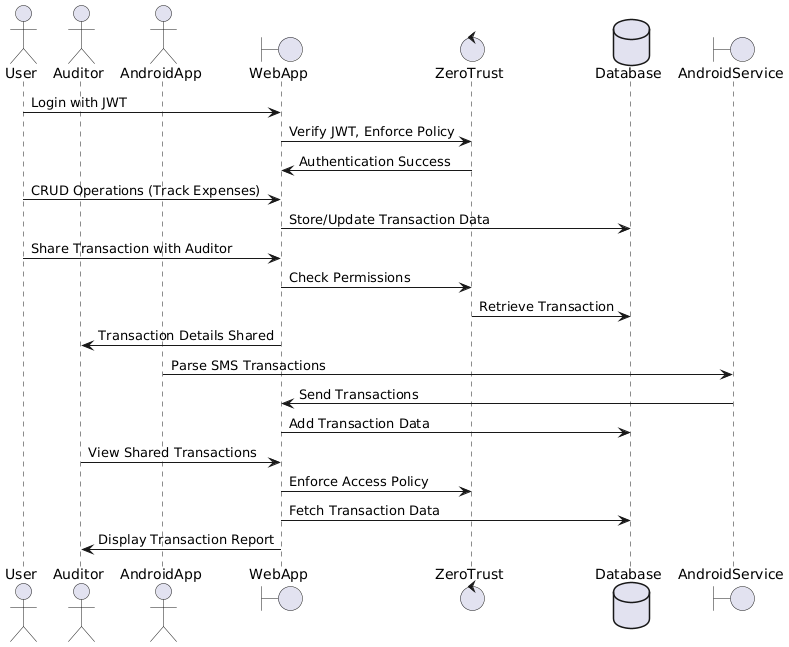 User Auditor AndroidApp WebApp ZeroTrust Database AndroidService
Login with JWT
Verify JWT, Enforce Policy
Authentication Success
CRUD Operations (Track Expenses)
Store/Update Transaction Data
Share Transaction with Auditor
Check Permissions
Retrieve Transaction
Transaction Details Shared
Parse SMS Transactions
Send Transactions
Add Transaction Data
View Shared Transactions
Enforce Access Policy
Fetch Transaction Data
Display Transaction Report
User Auditor AndroidApp WebApp ZeroTrust Database AndroidService